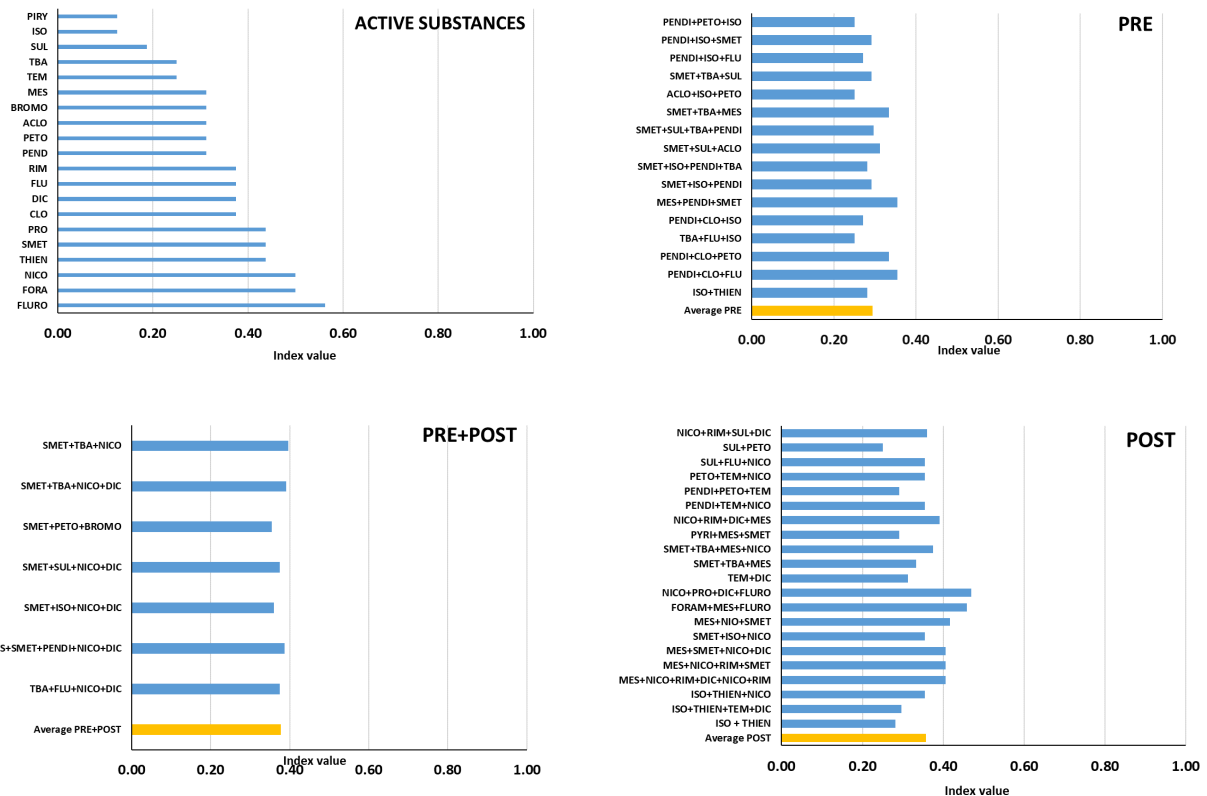 ACTIVE SUBSTANCES
PIRY
ISO
SUL
TBA
TEM
MES
BROMO
ACLO
PETO
PEND
RIM
FLU
DIC
CLO
PRO
SMET
THIEN
NICO
FORA
FLURO
0.00 0.20 0.40 0.60 0.80 1.00
Index value
PRE
PENDI+PETO+ISO
PENDI+ISO+SMET
PENDI+ISO+FLU
SMET+TBA+SUL
ACLO+ISO+PETO
SMET+TBA+MES
SMET+SUL+TBA+PENDI
SMET+SUL+ACLO
SMET+ISO+PENDI+TBA
SMET+ISO+PENDI
MES+PENDI+SMET
PENDI+CLO+ISO
TBA+FLU+ISO
PENDI+CLO+PETO
PENDI+CLO+FLU
ISO+THIEN
Average PRE
0.00 0.20 0.40 0.60 0.80 1.00
Index value
PRE+POST
SMET+TBA+NICO
SMET+TBA+NICO+DIC
SMET+PETO+BROMO
SMET+SUL+NICO+DIC
SMET+ISO+NICO+DIC
S+SMET+PENDI+NICO+DIC
TBA+FLU+NICO+DIC
Average PRE+POST
0.00 0.20 0.40 0.60 0.80 1.00
Index value
POST
NICO+RIM+SUL+DIC
SUL+PETO
SUL+FLU+NICO
PETO+TEM+NICO
PENDI+PETO+TEM
PENDI+TEM+NICO
NICO+RIM+DIC+MES
PYRI+MES+SMET
SMET+TBA+MES+NICO
SMET+TBA+MES
TEM+DIC
NICO+PRO+DIC+FLURO
FORAM+MES+FLURO
MES+NIO+SMET
SMET+ISO+NICO
MES+SMET+NICO+DIC
MES+NICO+RIM+SMET
MES+NICO+RIM+DIC+NICO+RIM
ISO+THIEN+NICO
ISO+THIEN+TEM+DIC
ISO + THIEN
Average POST
0.00 0.20 0.40 0.60 0.80 1.00
Index value